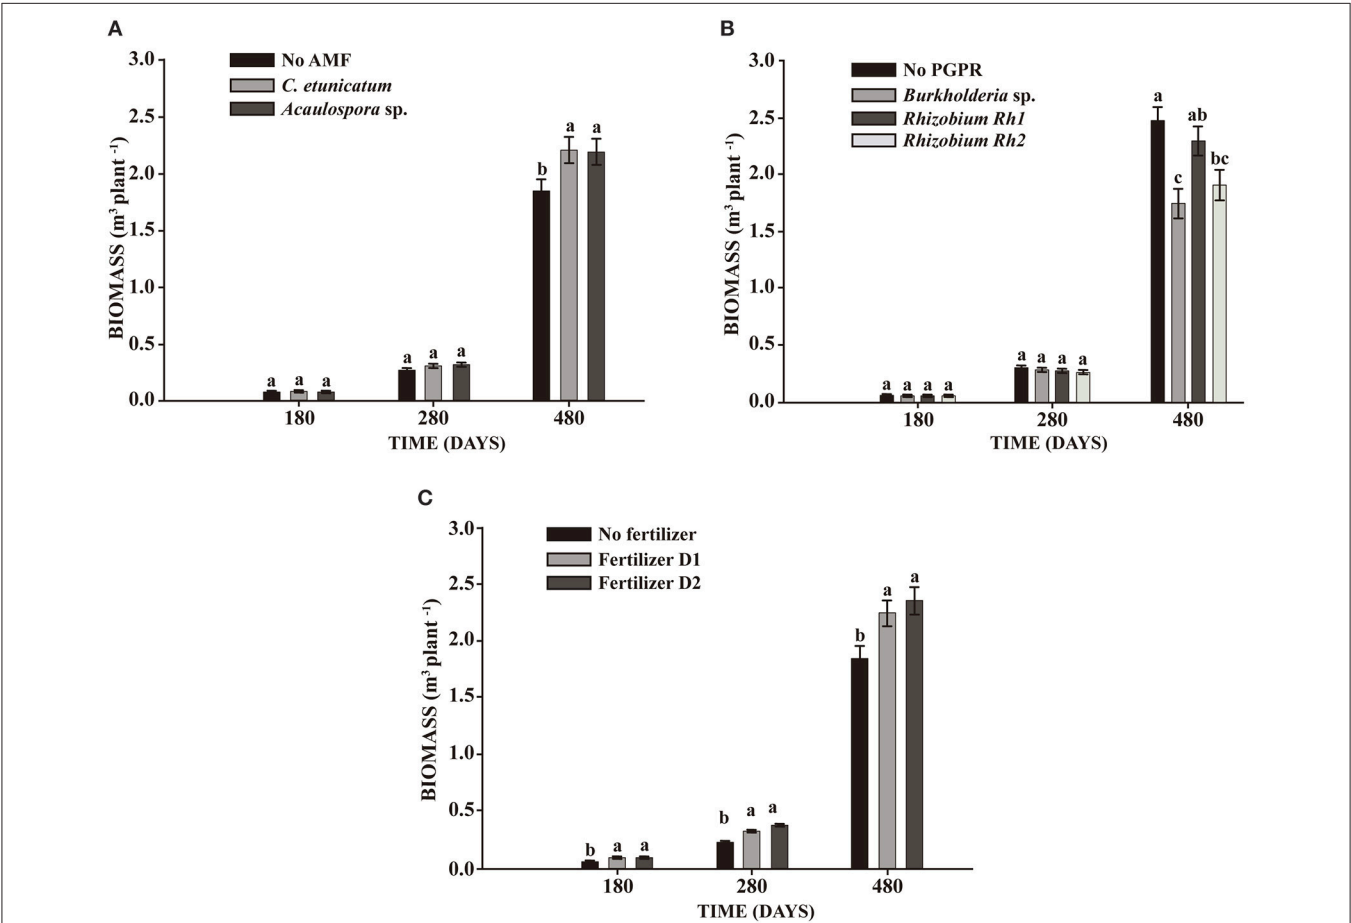 A
No AMF
C. etunicatum
Acaulospora sp.
3.0
2.5
2.0
1.5
1.0
0.5
0.0
BIOMASS (m³ plant ⁻¹)
a a a
a a a
b a a
180 280 480
TIME (DAYS)
B
No PGPR
Burkholderia sp.
Rhizobium Rh1
Rhizobium Rh2
3.0
2.5
2.0
1.5
1.0
0.5
0.0
BIOMASS (m³ plant ⁻¹)
a a a a
a a a a
a c ab bc
180 280 480
TIME (DAYS)
C
No fertilizer
Fertilizer D1
Fertilizer D2
3.0
2.5
2.0
1.5
1.0
0.5
0.0
BIOMASS (m³ plant ⁻¹)
b a a
b a a
b a a
180 280 480
TIME (DAYS)